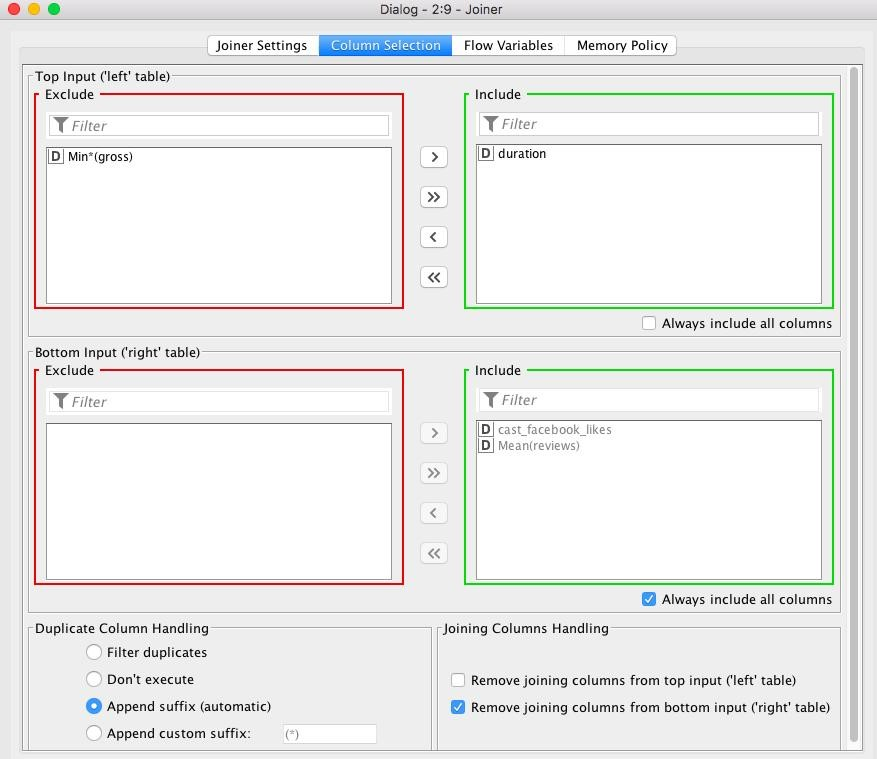 Dialog - 2:9 - Joiner
Joiner Settings Column Selection Flow Variables Memory Policy
Top Input ('left' table)
Exclude
Filter
D Min*(gross)
Include
Filter
D duration
> 
>>
<
<<
Always include all columns
Bottom Input ('right' table)
Exclude
Filter
Include
Filter
D cast_facebook_likes
D Mean(reviews)
>
>>
<
<<
Always include all columns
Duplicate Column Handling
Filter duplicates
Don't execute
Append suffix (automatic)
Append custom suffix: (*)
Joining Columns Handling
Remove joining columns from top input ('left' table)
Remove joining columns from bottom input ('right' table)